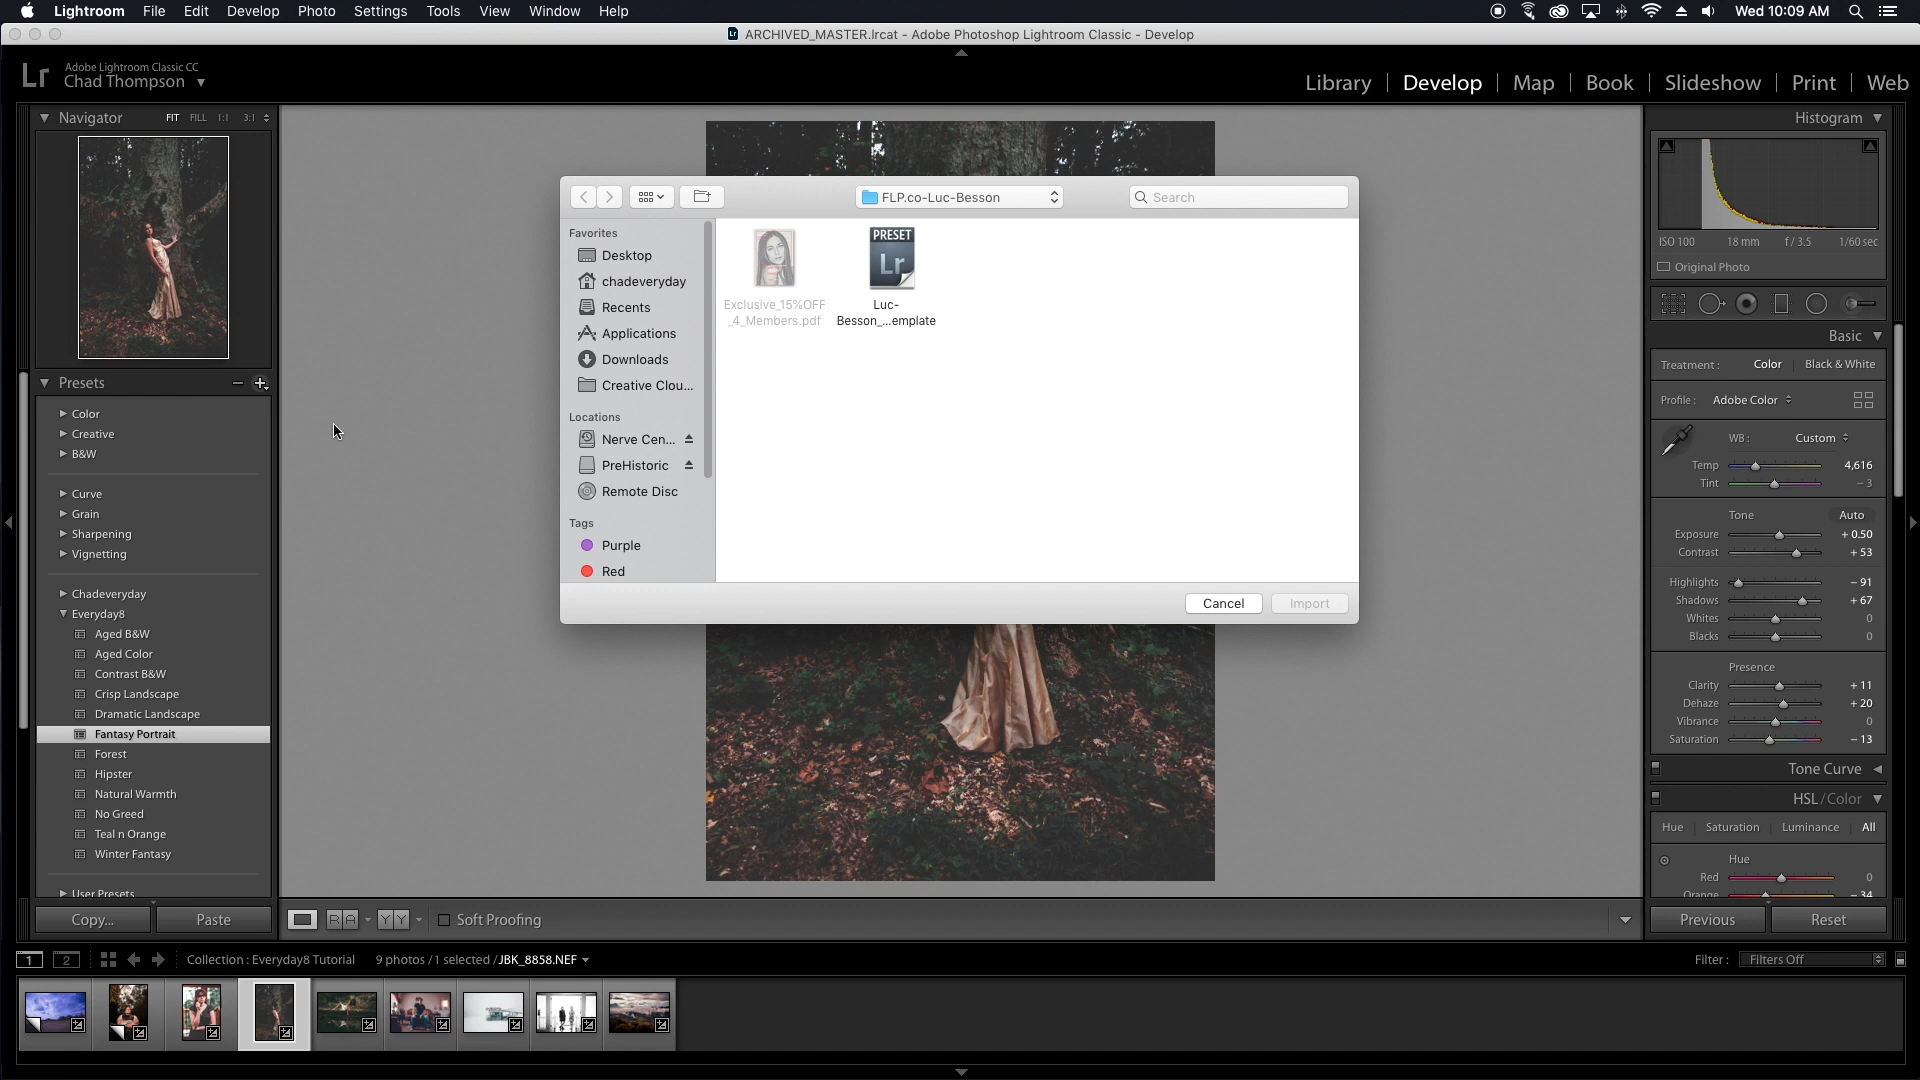 Lightroom File Edit Develop Photo Settings Tools View Window Help Wed 10:09 AM
ARCHIVED_MASTER.lrcat - Adobe Photoshop Lightroom Classic - Develop
Lr Adobe Lightroom Classic CC
Chad Thompson
Library Develop Map Book Slideshow Print Web
Navigator FIT FILL 1:1 3:1
Presets
Color
Creative
B&W
Curve
Grain
Sharpening
Vignetting
Chadeveryday
Everyday8
Aged B&W
Aged Color
Contrast B&W
Crisp Landscape
Dramatic Landscape
Fantasy Portrait
Forest
Hipster
Natural Warmth
No Greed
Teal n Orange
Winter Fantasy
User Presets
Copy... Paste
FLP.co-Luc-Besson Search
Favorites
Desktop
chadeveryday
Recents
Applications
Downloads
Creative Clou...
Locations
Nerve Cen...
PreHistoric
Remote Disc
Tags
Purple
Red
Exclusive_15%OFF
_4_Members.pdf
PRESET
Lr
Luc-
Besson_...emplate
Cancel Import
Histogram
ISO 100 18 mm f / 3.5 1/60 sec
Original Photo
Basic
Treatment : Color Black & White
Profile : Adobe Color
WB : Custom
Temp 4,616
Tint - 3
Tone Auto
Exposure + 0.50
Contrast + 53
Highlights - 91
Shadows + 67
Whites 0
Blacks 0
Presence
Clarity + 11
Dehaze + 20
Vibrance 0
Saturation - 13
Tone Curve
HSL / Color
Hue Saturation Luminance All
Hue
Red 0
Orange - 34
Previous Reset
R A Y Y Soft Proofing
1 2 Collection : Everyday8 Tutorial 9 photos / 1 selected / JBK_8858.NEF Filter : Filters Off